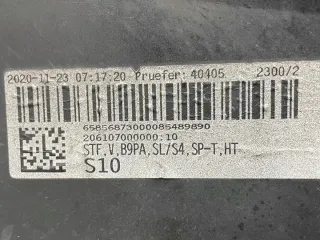 2020-11-23 07:17:20 Pruefer: 40405 2300/2
65856873000085489890
206107000000:10
STF,V,B9PA,SL/S4,SP-T,HT
S10